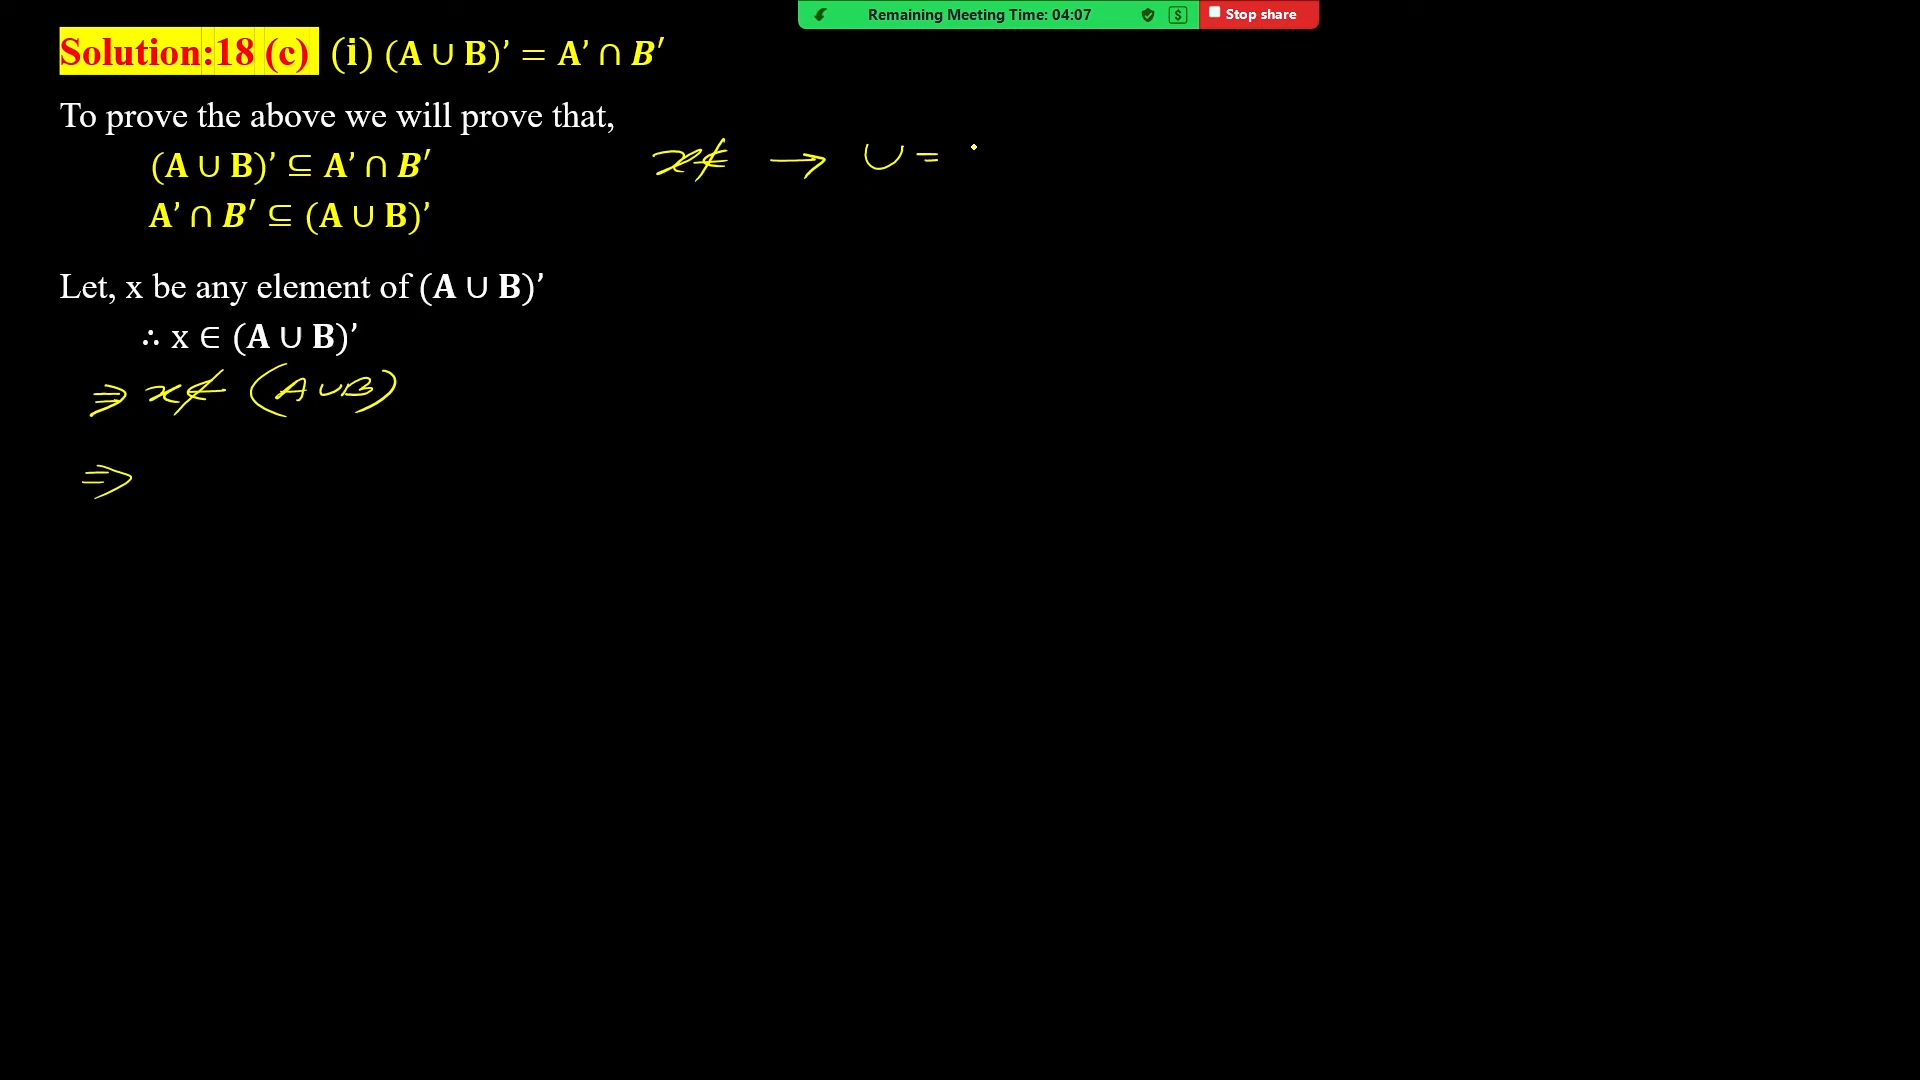 Remaining Meeting Time: 04:07 Stop share
Solution:18 (c) (i) (A ∪ B)’ = A’ ∩ B′
To prove the above we will prove that,
(A ∪ B)’ ⊆ A’ ∩ B′
x∉ → ∪ =
A’ ∩ B′ ⊆ (A ∪ B)’
Let, x be any element of (A ∪ B)’
∴ x ∈ (A ∪ B)’
⇒ x∉ (A∪B)
⇒